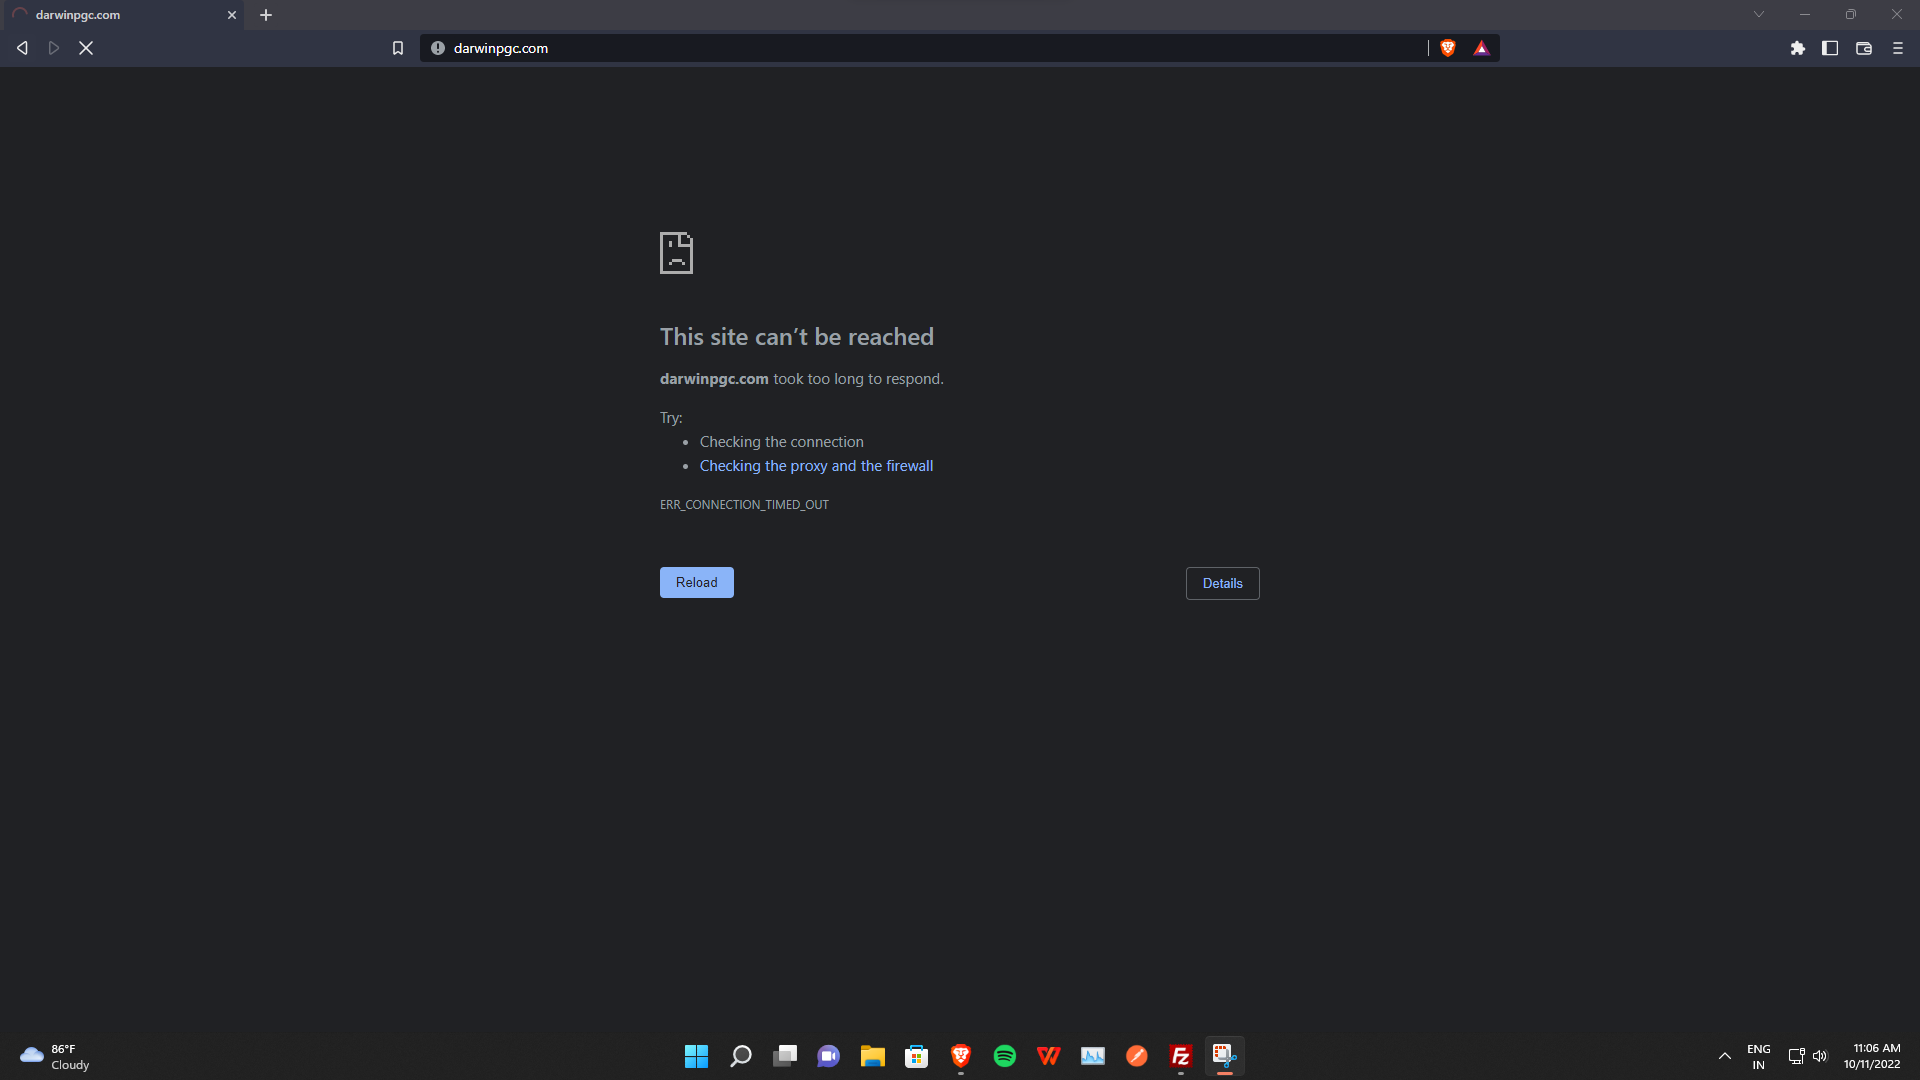 darwinpgc.com
darwinpgc.com
This site can’t be reached
darwinpgc.com took too long to respond.
Try:
Checking the connection
Checking the proxy and the firewall
ERR_CONNECTION_TIMED_OUT
Reload
Details
86°F
Cloudy
Fz
ENG
IN
11:06 AM
10/11/2022